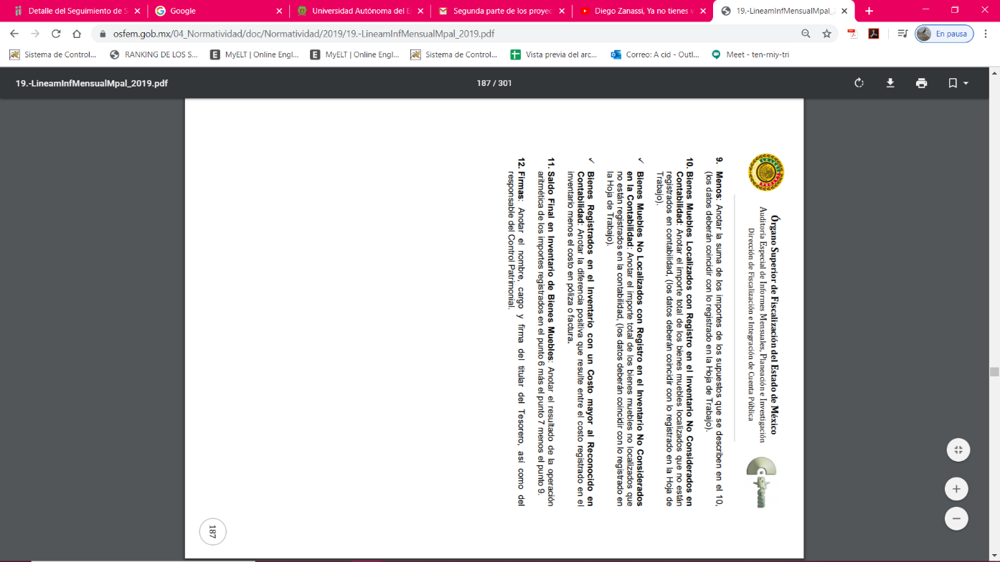 Detalle del Seguimiento de S
Google
Universidad Autónoma del E
Segunda parte de los proyec
Diego Zanassi, Ya no tienes v
19.-LineamInfMensualMpal_2
osfem.gob.mx/04_Normatividad/doc/Normatividad/2019/19.-LineamInfMensualMpal_2019.pdf
En pausa
Sistema de Control...
RANKING DE LOS S...
MyELT | Online Engl...
MyELT | Online Engl...
Sistema de Control...
Vista previa del arc...
Correo: A cid - Outl...
Meet - ten-rniy-tri
19.-LineamInfMensualMpal_2019.pdf
187 / 301
Órgano Superior de Fiscalización del Estado de México
Auditoría Especial de Informes Mensuales, Planeación e Investigación
Dirección de Fiscalización e Integración de Cuenta Pública
9. Menos: Anotar la suma de los importes de los supuestos que se describen en el 10,
(los datos deberán coincidir con lo registrado en la Hoja de Trabajo).
10. Bienes Muebles Localizados con Registro en el Inventario No Considerados en
Contabilidad: Anotar el importe total de los bienes muebles localizados que no están
registrados en contabilidad, (los datos deberán coincidir con lo registrado en la Hoja de
Trabajo).
✓ Bienes Muebles No Localizados con Registro en el Inventario No Considerados
en la Contabilidad: Anotar el importe total de los bienes muebles no localizados que
no están registrados en la contabilidad, (los datos deberán coincidir con lo registrado en
la Hoja de Trabajo).
✓ Bienes Registrados en el Inventario con un Costo mayor al Reconocido en
Contabilidad: Anotar la diferencia positiva que resulte entre el costo registrado en el
inventario menos el costo en póliza o factura.
11. Saldo Final en Inventario de Bienes Muebles: Anotar el resultado de la operación
aritmética de los importes registrados en el punto 6 más el punto 7 menos el punto 9.
12. Firmas: Anotar el nombre, cargo y firma del titular del Tesorero, así como del
responsable del Control Patrimonial.
187